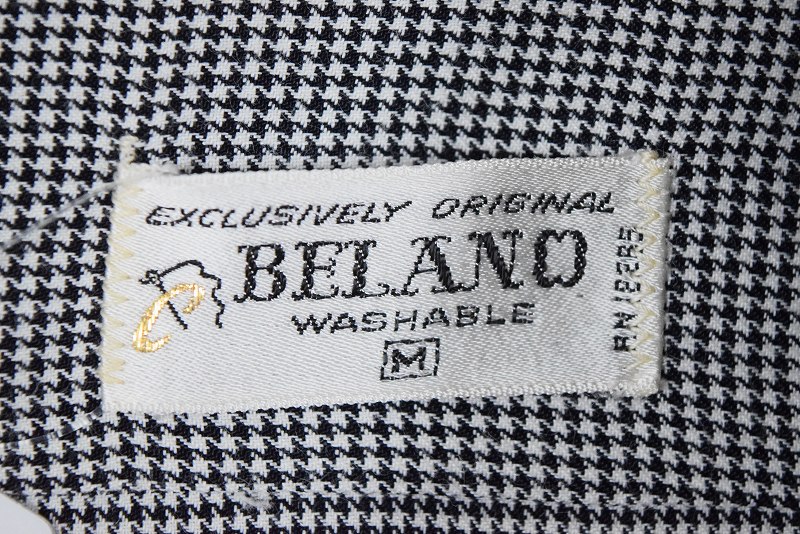 EXCLUSIVELY ORIGINAL
BELANO
WASHABLE
M
RN 18285